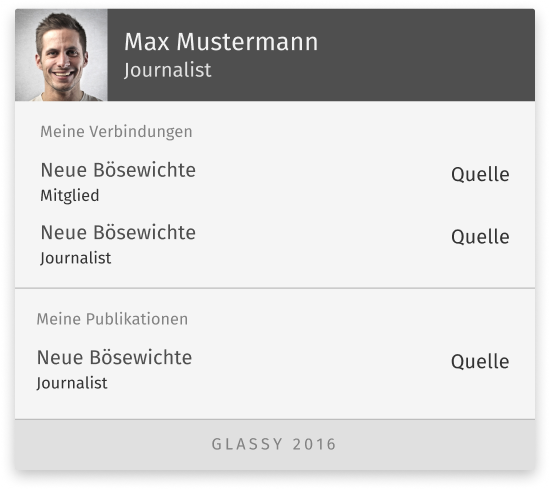 Max Mustermann
Journalist
Meine Verbindungen
Neue Bösewichte
Quelle
Mitglied
Neue Bösewichte
Quelle
Journalist
Meine Publikationen
Neue Bösewichte
Quelle
Journalist
GLASSY 2016